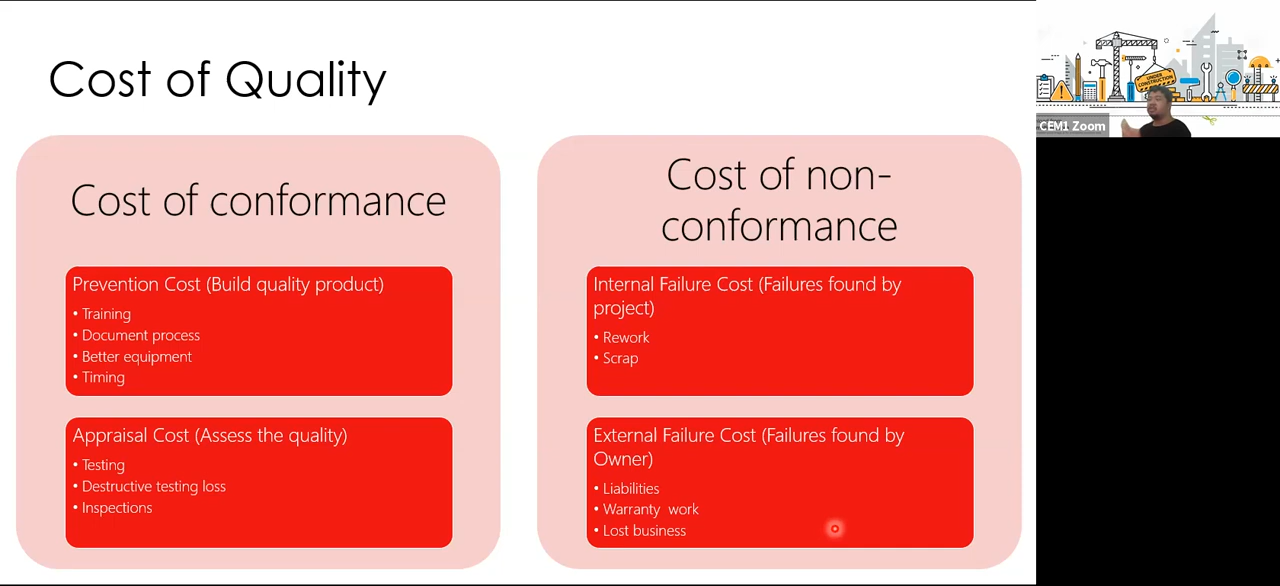 Cost of Quality
Cost of conformance
Prevention Cost (Build quality product)
• Training
• Document process
• Better equipment
• Timing
Appraisal Cost (Assess the quality)
• Testing
• Destructive testing loss
• Inspections
Cost of non-
conformance
Internal Failure Cost (Failures found by
project)
• Rework
• Scrap
External Failure Cost (Failures found by
Owner)
• Liabilities
• Warranty work
• Lost business
UNDER
CONSTRUCTION
CEM1 Zoom